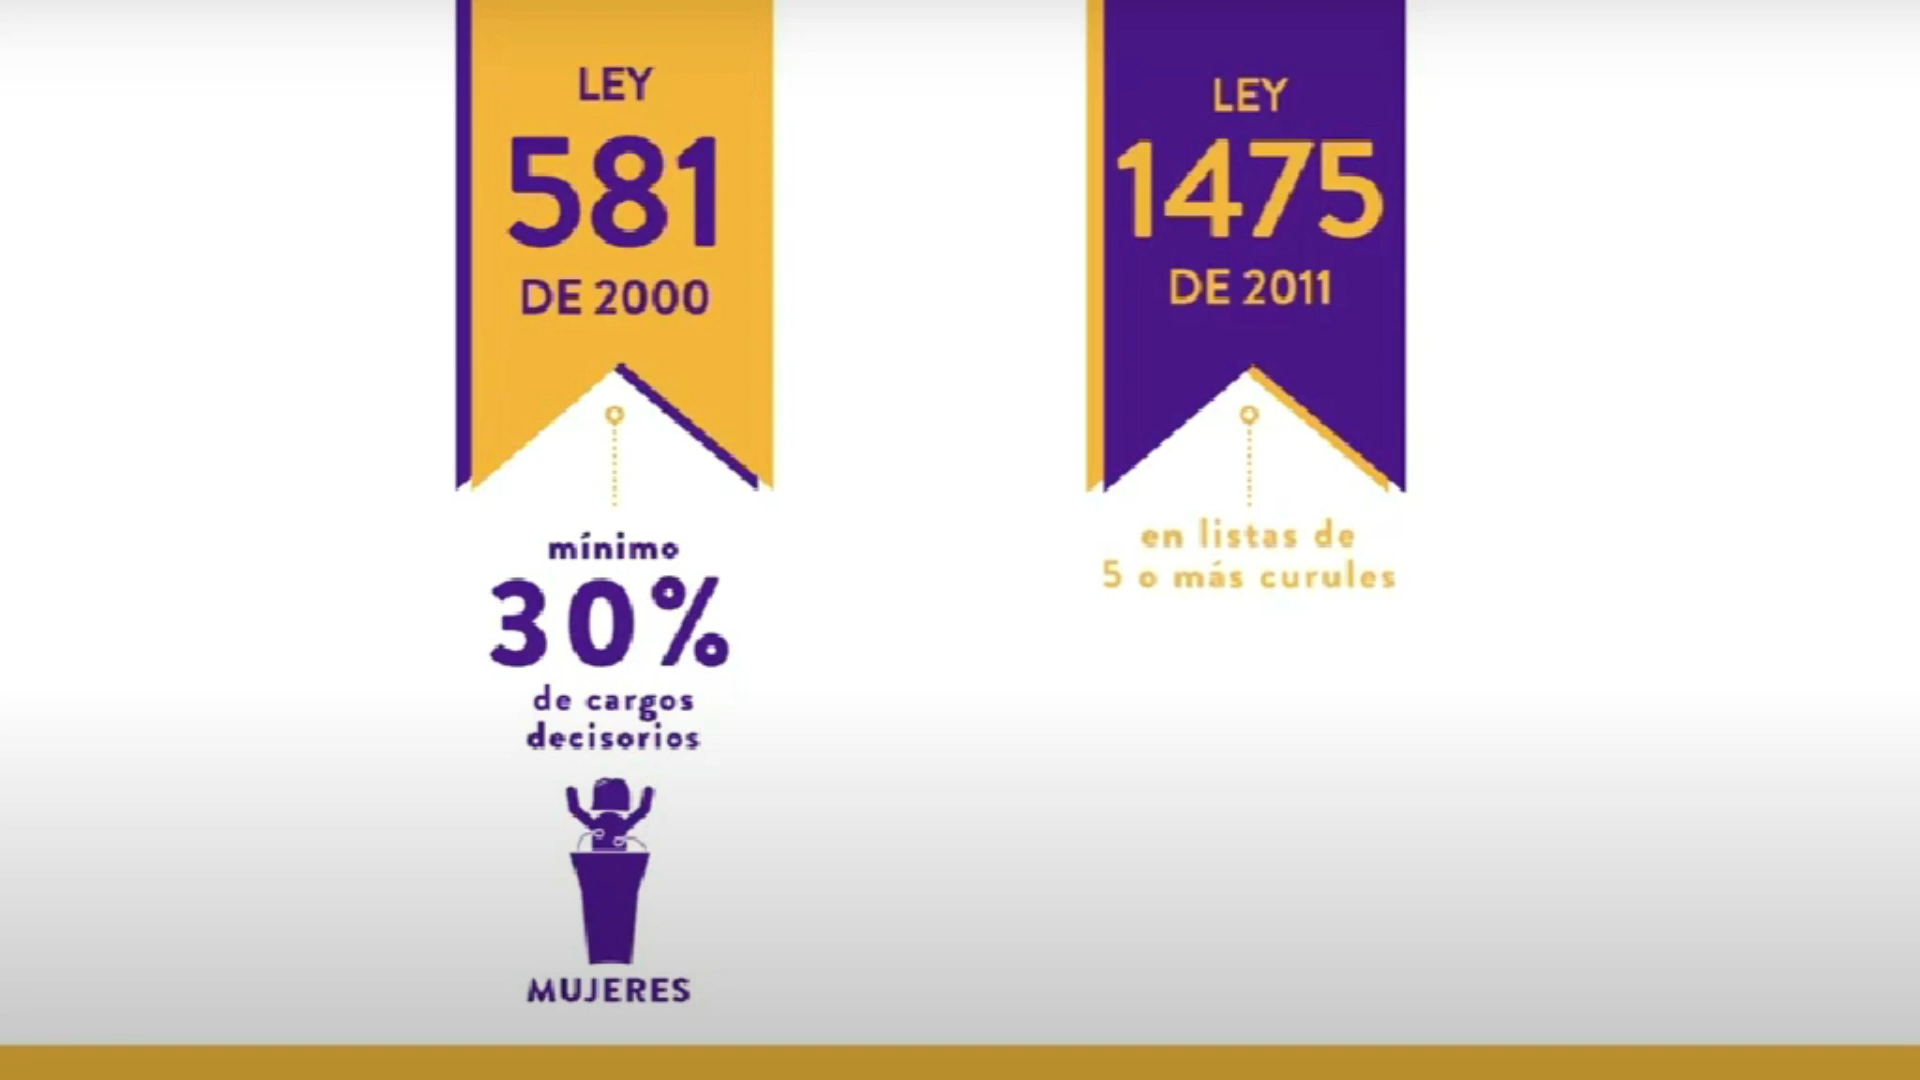 LEY
581
DE 2000
mínimo
30%
de cargos
decisorios
MUJERES
LEY
1475
DE 2011
en listas de
5 o más curules